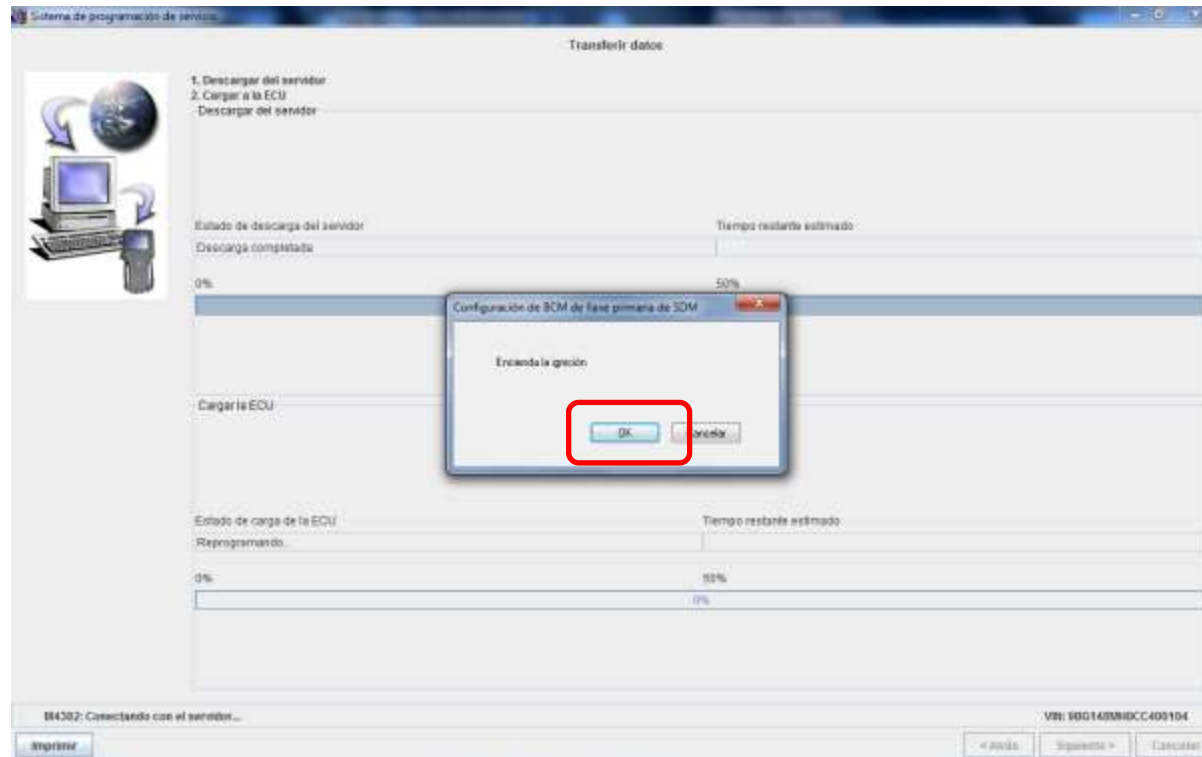 Sistema de programación de servicio
Transferir datos
1. Descargar del servidor
2. Cargar a la ECU
Descargar del servidor
Estado de descarga del servidor
Tiempo restante estimado
Descarga completada
0%
50%
Configuración de BCM de fase primaria de SDM
Encienda la ignición
OK
Cancelar
Cargar la ECU
Estado de carga de la ECU
Tiempo restante estimado
Reprogramando...
0%
50%
0%
Conectando con el servidor...
VIN:
Imprimir
< Atrás
Siguiente >
Cancelar